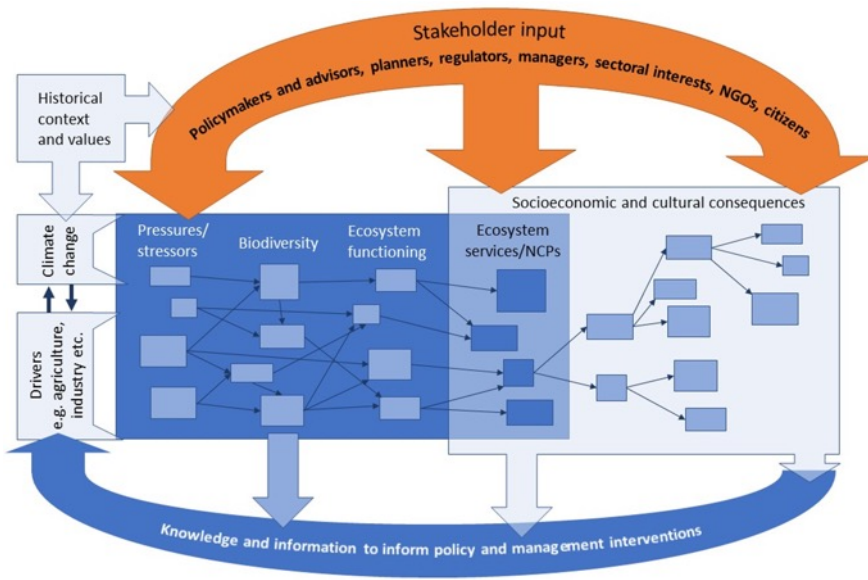 Stakeholder input
Policymakers and advisors, planners, regulators, managers, sectoral interests, NGOs, citizens
Historical
context
and values
Socioeconomic and cultural consequences
Climate
change
Pressures/
stressors
Biodiversity
Ecosystem
functioning
Ecosystem
services/NCPs
Drivers
e.g. agriculture,
industry etc.
Knowledge and information to inform policy and management interventions